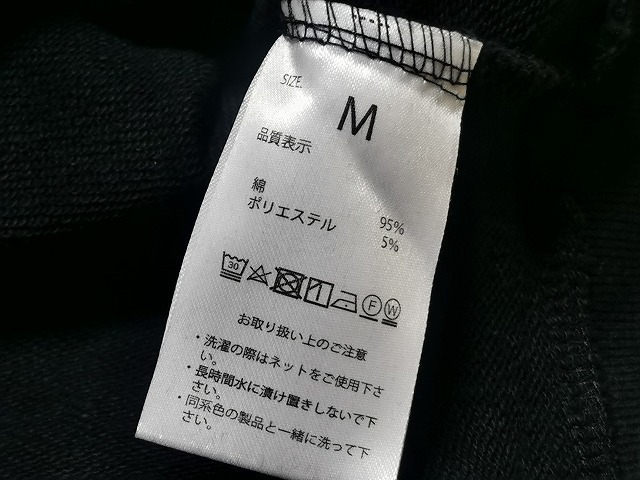 SIZE.
M
品質表示
綿 95%
ポリエステル 5%
30 F W
お取り扱い上のご注意
・洗濯の際はネットをご使用下さ
い。
・長時間水に漬け置きしないで下
さい。
・同系色の製品と一緒に洗って下
さい。